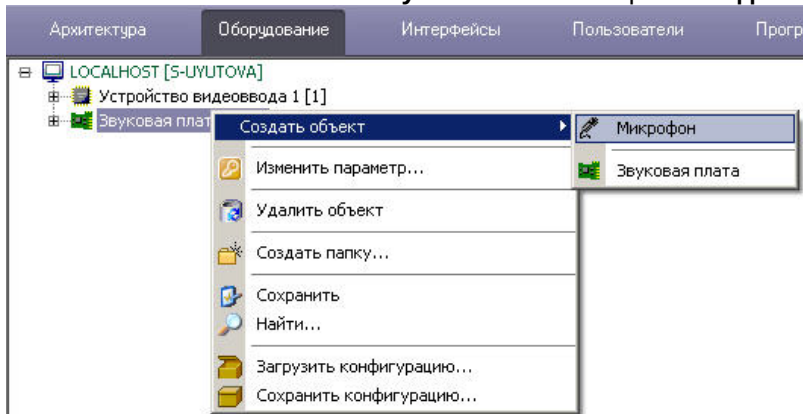 Архитектура Оборудование Интерфейсы Пользователи Прогр
LOCALHOST [S-UYUTOVA]
Устройство видеоввода 1 [1]
Звуковая плат
Создать объект
Микрофон
Звуковая плата
Изменить параметр...
Удалить объект
Создать папку...
Сохранить
Найти...
Загрузить конфигурацию...
Сохранить конфигурацию...